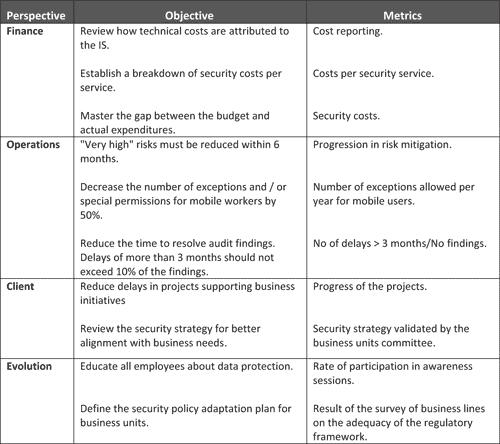 Perspective Objective Metrics
Finance Review how technical costs are attributed to Cost reporting.
the IS.
Establish a breakdown of security costs per Costs per security service.
service.
Master the gap between the budget and Security costs.
actual expenditures.
Operations "Very high" risks must be reduced within 6 Progression in risk mitigation.
months.
Decrease the number of exceptions and / or Number of exceptions allowed per
special permissions for mobile workers by year for mobile users.
50%.
Reduce the time to resolve audit findings. No of delays > 3 months/No findings.
Delays of more than 3 months should not
exceed 10% of the findings.
Client Reduce delays in projects supporting business Progress of the projects.
initiatives
Review the security strategy for better Security strategy validated by the
alignment with business needs. business units committee.
Evolution Educate all employees about data protection. Rate of participation in awareness
sessions.
Define the security policy adaptation plan for Result of the survey of business lines
business units. on the adequacy of the regulatory
framework.